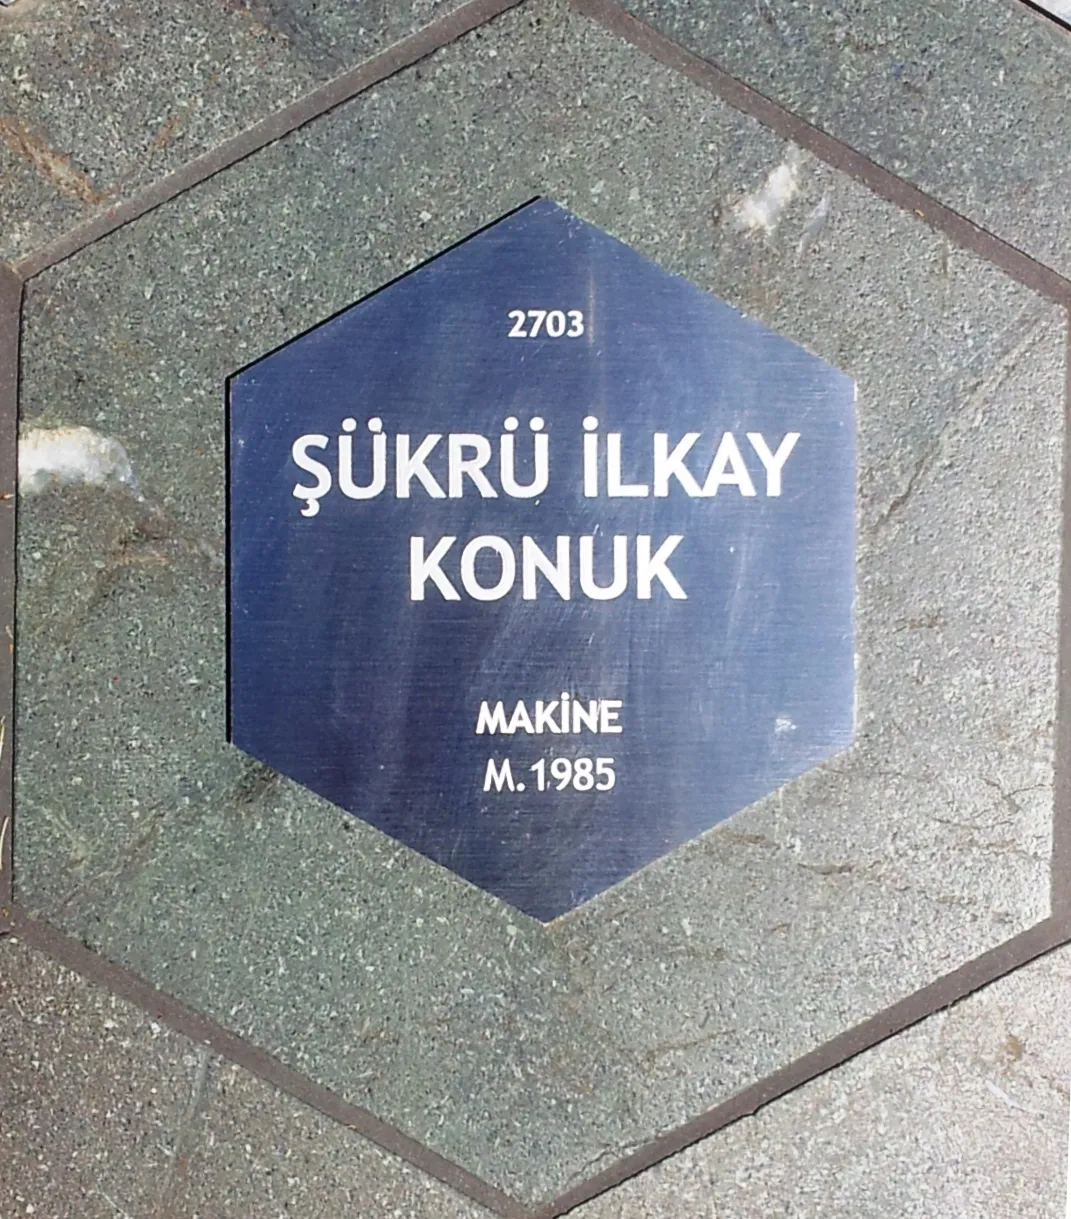 2703
ŞÜKRÜ İLKAY
KONUK
MAKİNE
M. 1985